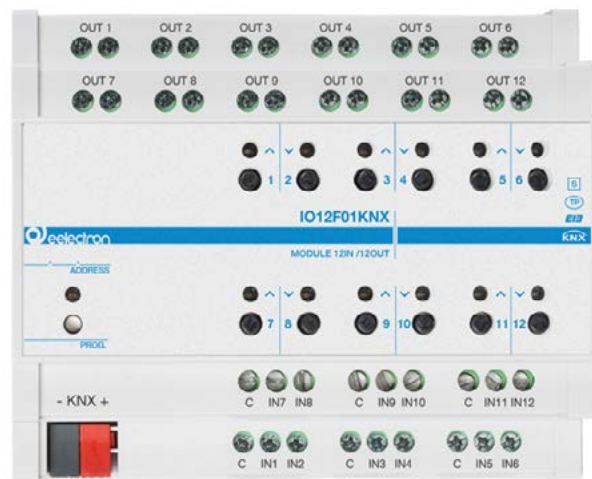 OUT 1 OUT 2 OUT 3 OUT 4 OUT 5 OUT 6
OUT 7 OUT 8 OUT 9 OUT 10 OUT 11 OUT 12
1 2 3 4 5 6
S
TP
IO12F01KNX
eelectron
KNX
MODULE 12IN /12OUT
ADDRESS
7 8 9 10 11 12
PROG.
- KNX +
C IN7 IN8 C IN9 IN10 C IN11 IN12
C IN1 IN2 C IN3 IN4 C IN5 IN6